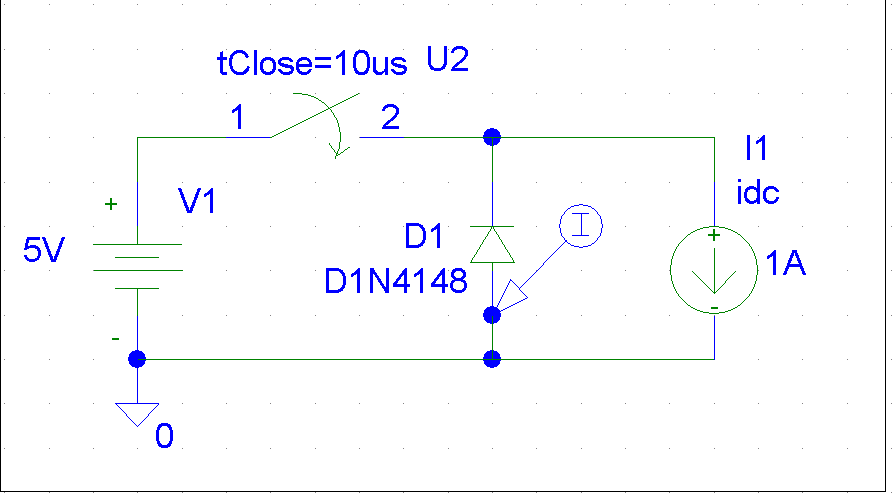 tClose=10us U2
1 2
I1
idc
+ V1
5V
D1
D1N4148
I
+
1A
-
-
0